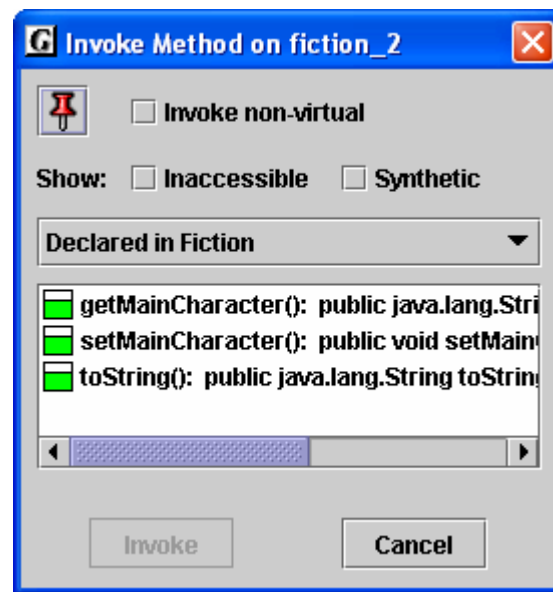 G Invoke Method on fiction_2
Invoke non-virtual
Show: Inaccessible Synthetic
Declared in Fiction
getMainCharacter(): public java.lang.Stri
setMainCharacter(): public void setMain
toString(): public java.lang.String toString
Invoke Cancel